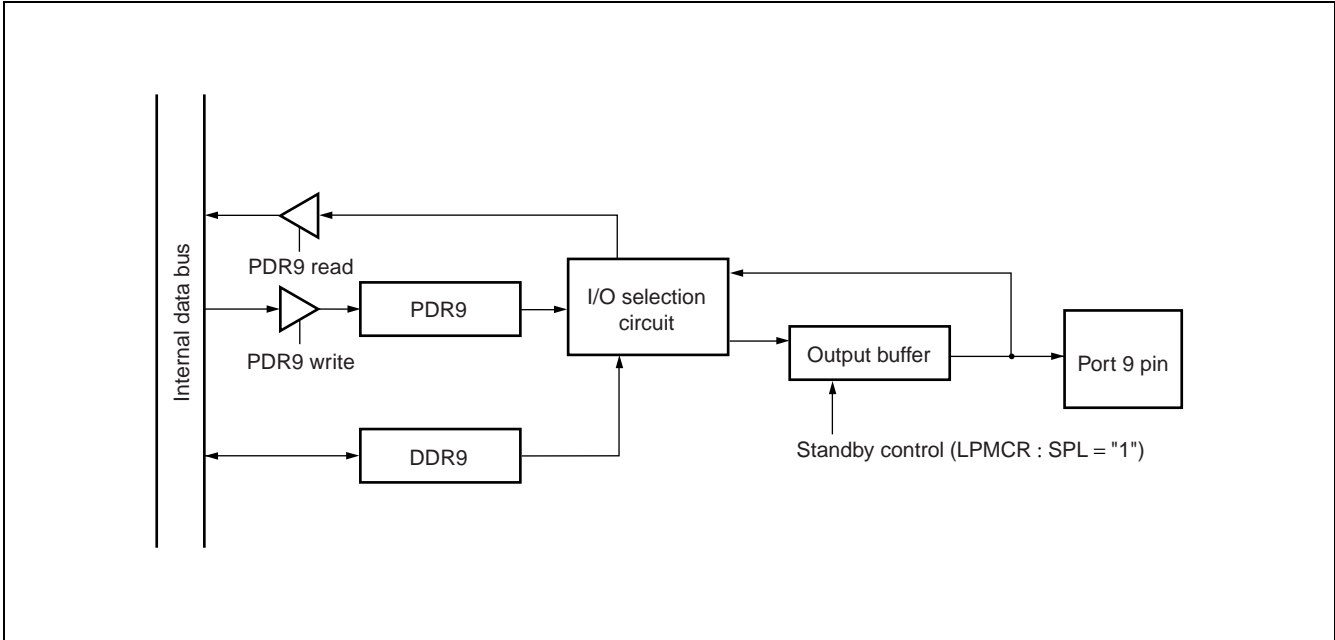 Internal data bus
PDR9 read
PDR9
PDR9 write
I/O selection
circuit
Output buffer
Port 9 pin
DDR9
Standby control (LPMCR : SPL = "1")